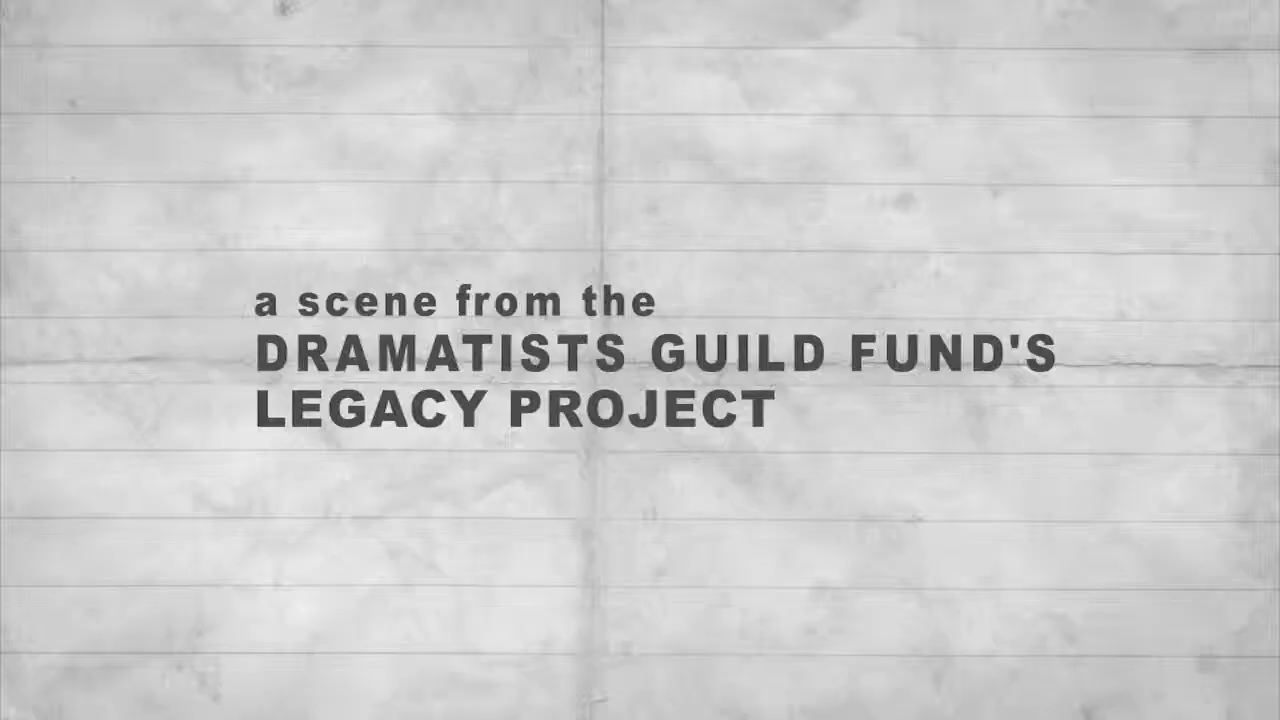 a scene from the
DRAMATISTS GUILD FUND'S
LEGACY PROJECT